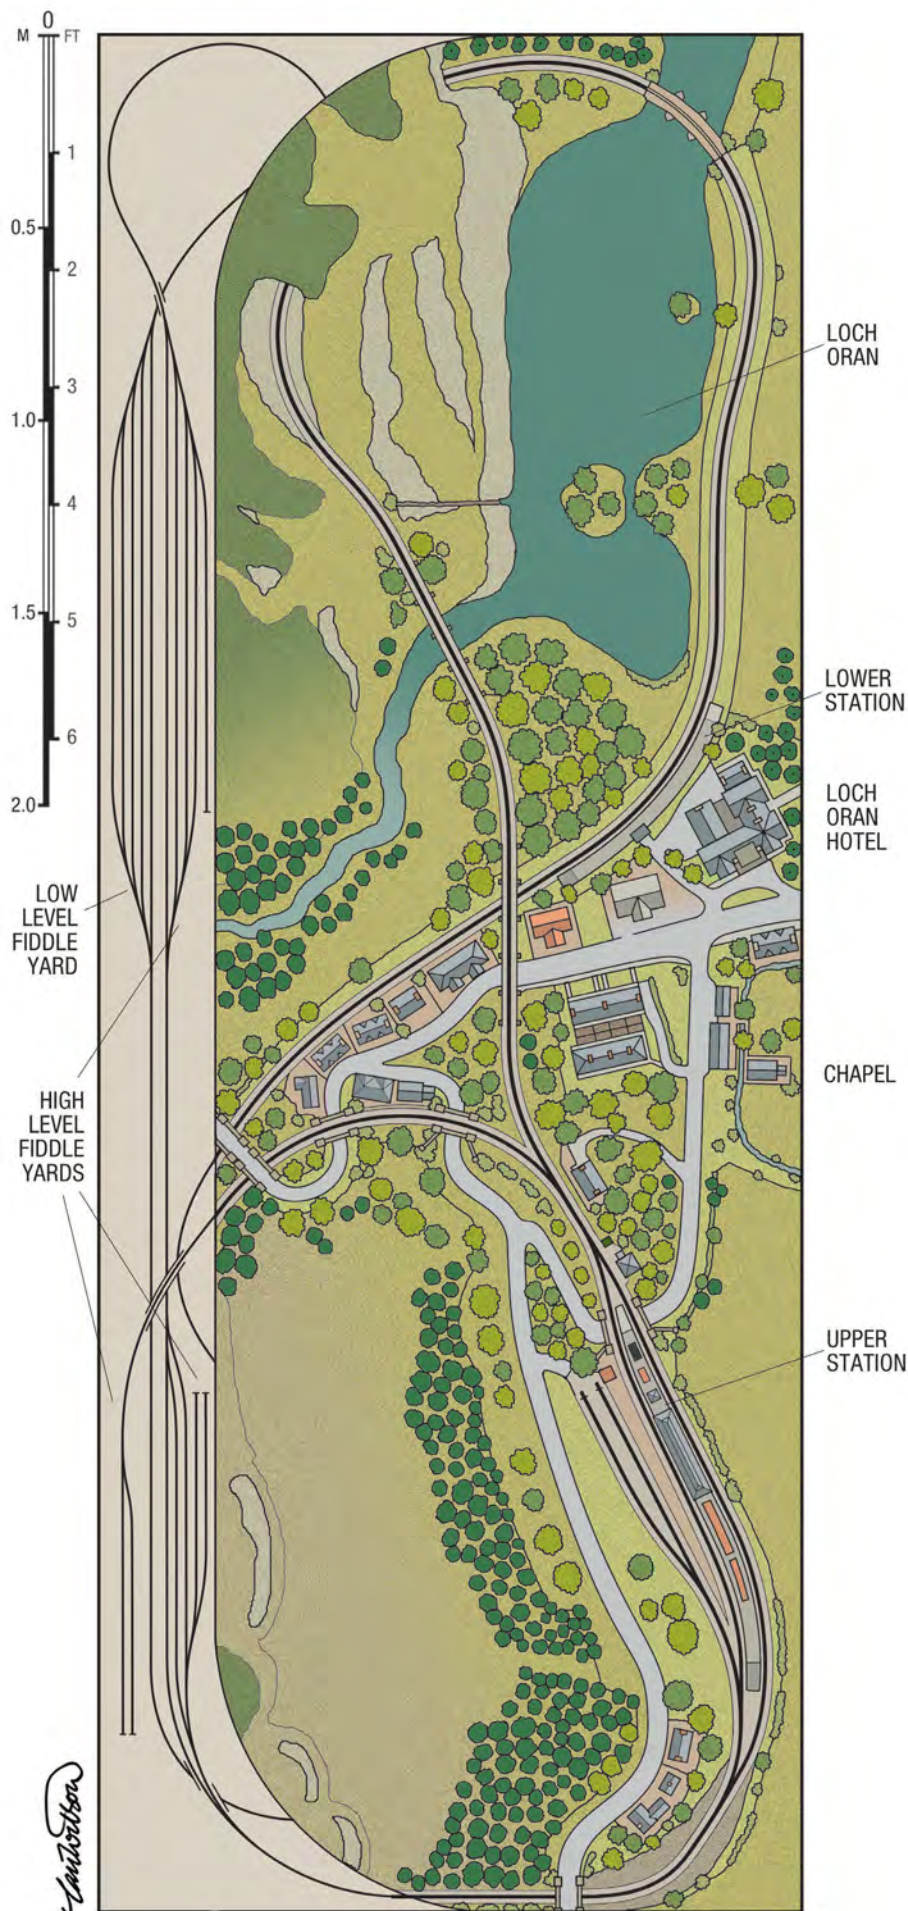 0
M FT
1
0.5
2
3
1.0
4
1.5
5
6
2.0
LOCH
ORAN
LOWER
STATION
LOCH
ORAN
HOTEL
LOW
LEVEL
FIDDLE
YARD
CHAPEL
HIGH
LEVEL
FIDDLE
YARDS
UPPER
STATION